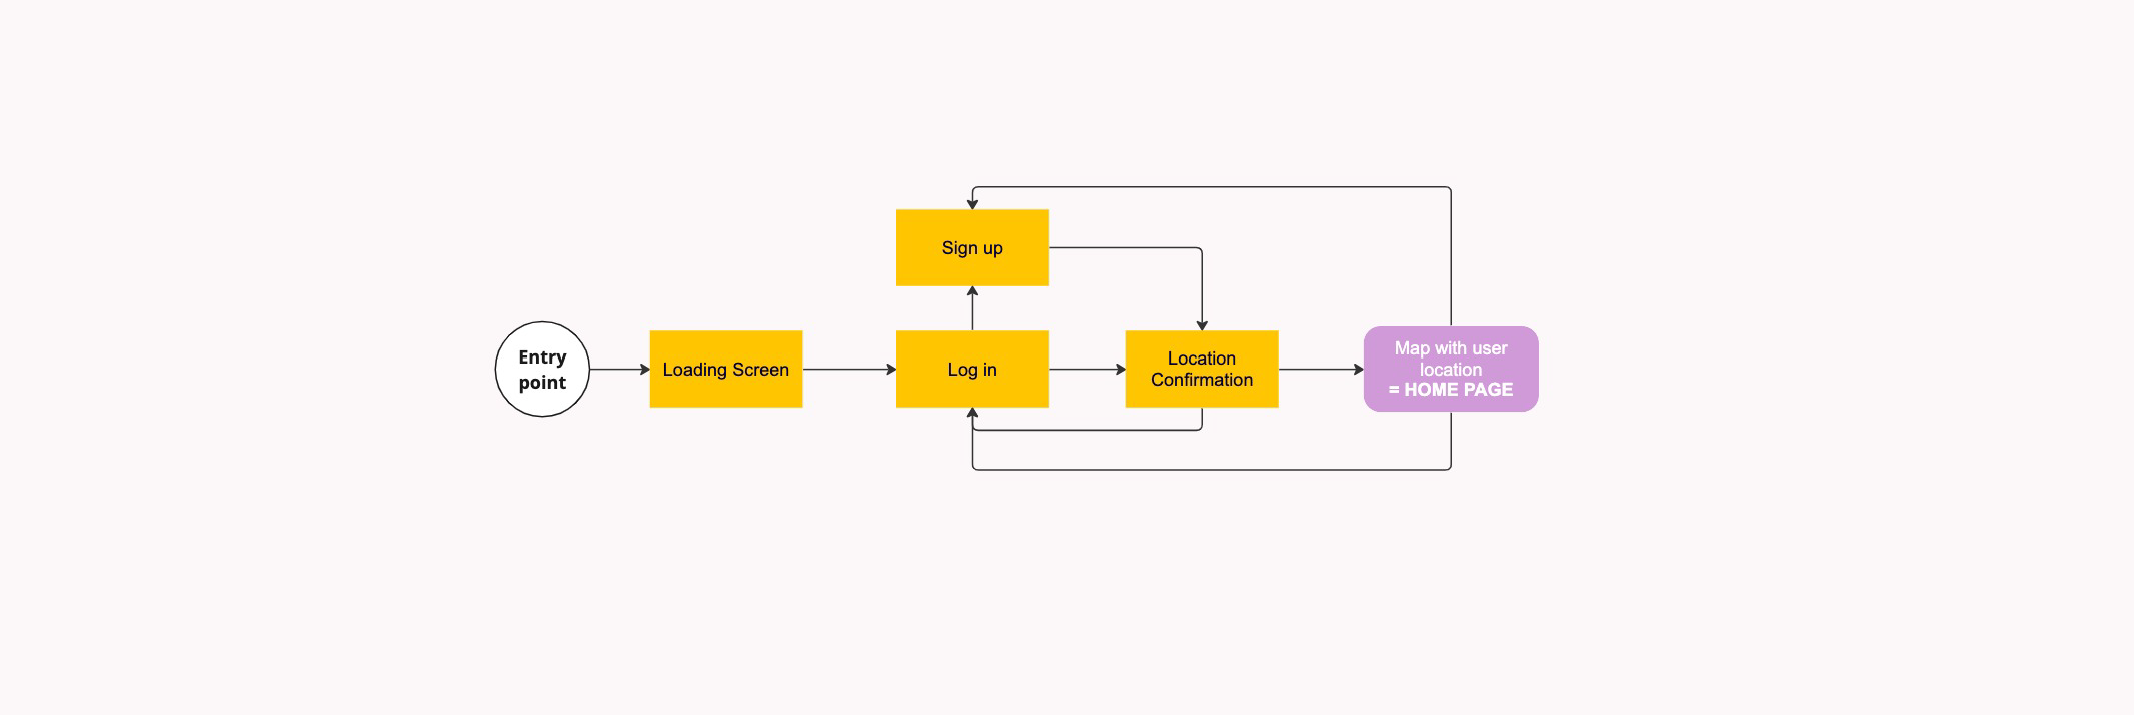 Sign up
Entry
point
Loading Screen
Log in
Location
Confirmation
Map with user
location
= HOME PAGE